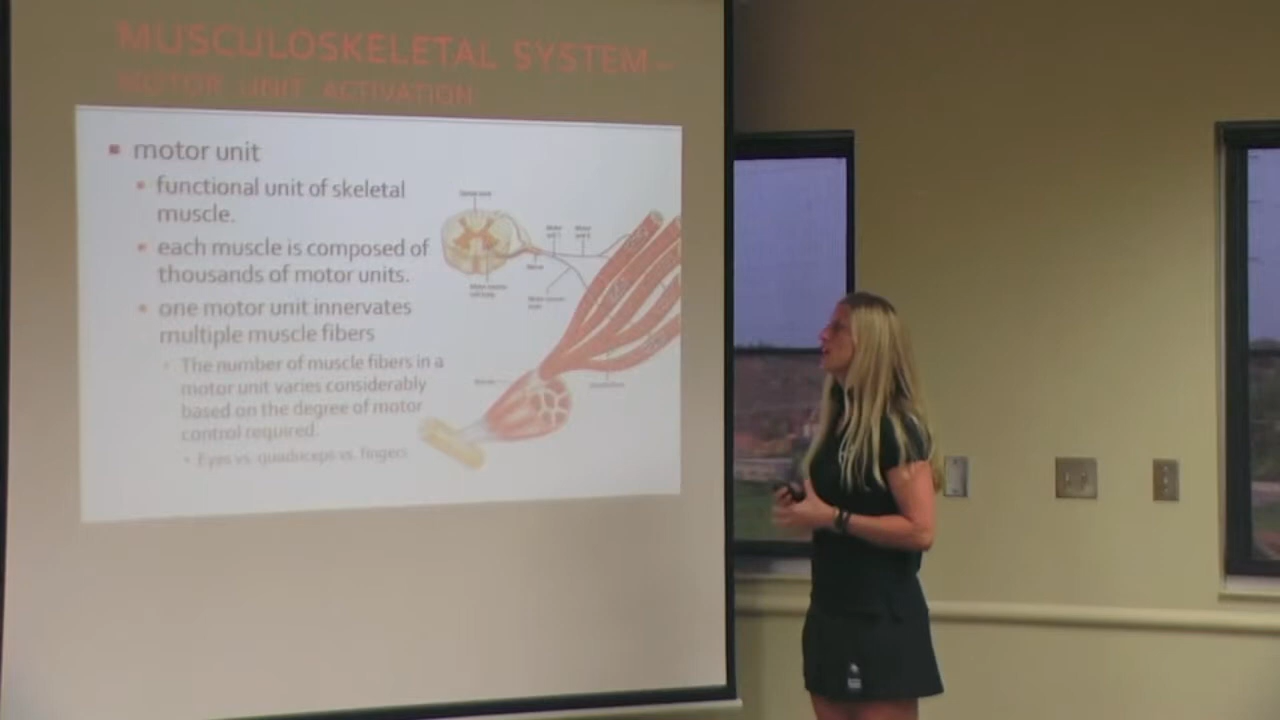 MUSCULOSKELETAL SYSTEM –
MOTOR UNIT ACTIVATION
motor unit
functional unit of skeletal
muscle.
each muscle is composed of
thousands of motor units.
one motor unit innervates
multiple muscle fibers
The number of muscle fibers in a
motor unit varies considerably
based on the degree of motor
control required.
Eyes vs. quadriceps vs. fingers